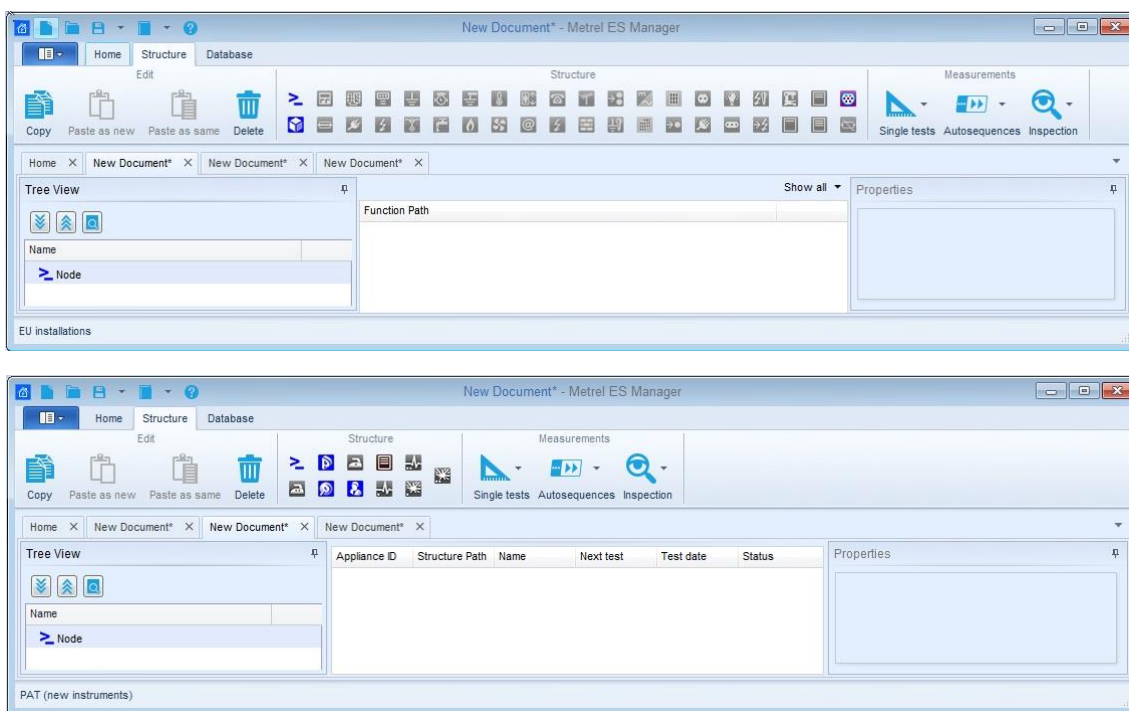 New Document* - Metrel ES Manager
Home Structure Database
Edit Structure Measurements
Copy Paste as new Paste as same Delete Single tests Autosequences Inspection
Home New Document* New Document* New Document*
Tree View Show all Properties
Function Path
Name
Node
EU installations
New Document* - Metrel ES Manager
Home Structure Database
Edit Structure Measurements
Copy Paste as new Paste as same Delete Single tests Autosequences Inspection
Home New Document* New Document* New Document*
Tree View Appliance ID Structure Path Name Next test Test date Status Properties
Name
Node
PAT (new instruments)